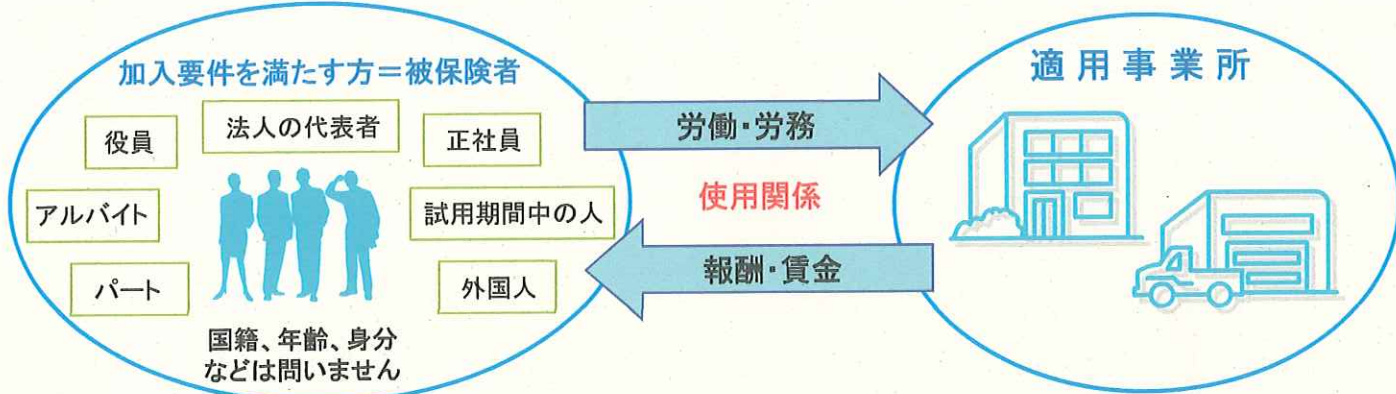 加入要件を満たす方=被保険者
役員
法人の代表者
正社員
アルバイト
試用期間中の人
パート
外国人
国籍、年齢、身分
などは問いません
労働・労務
使用関係
報酬・賃金
適用事業所